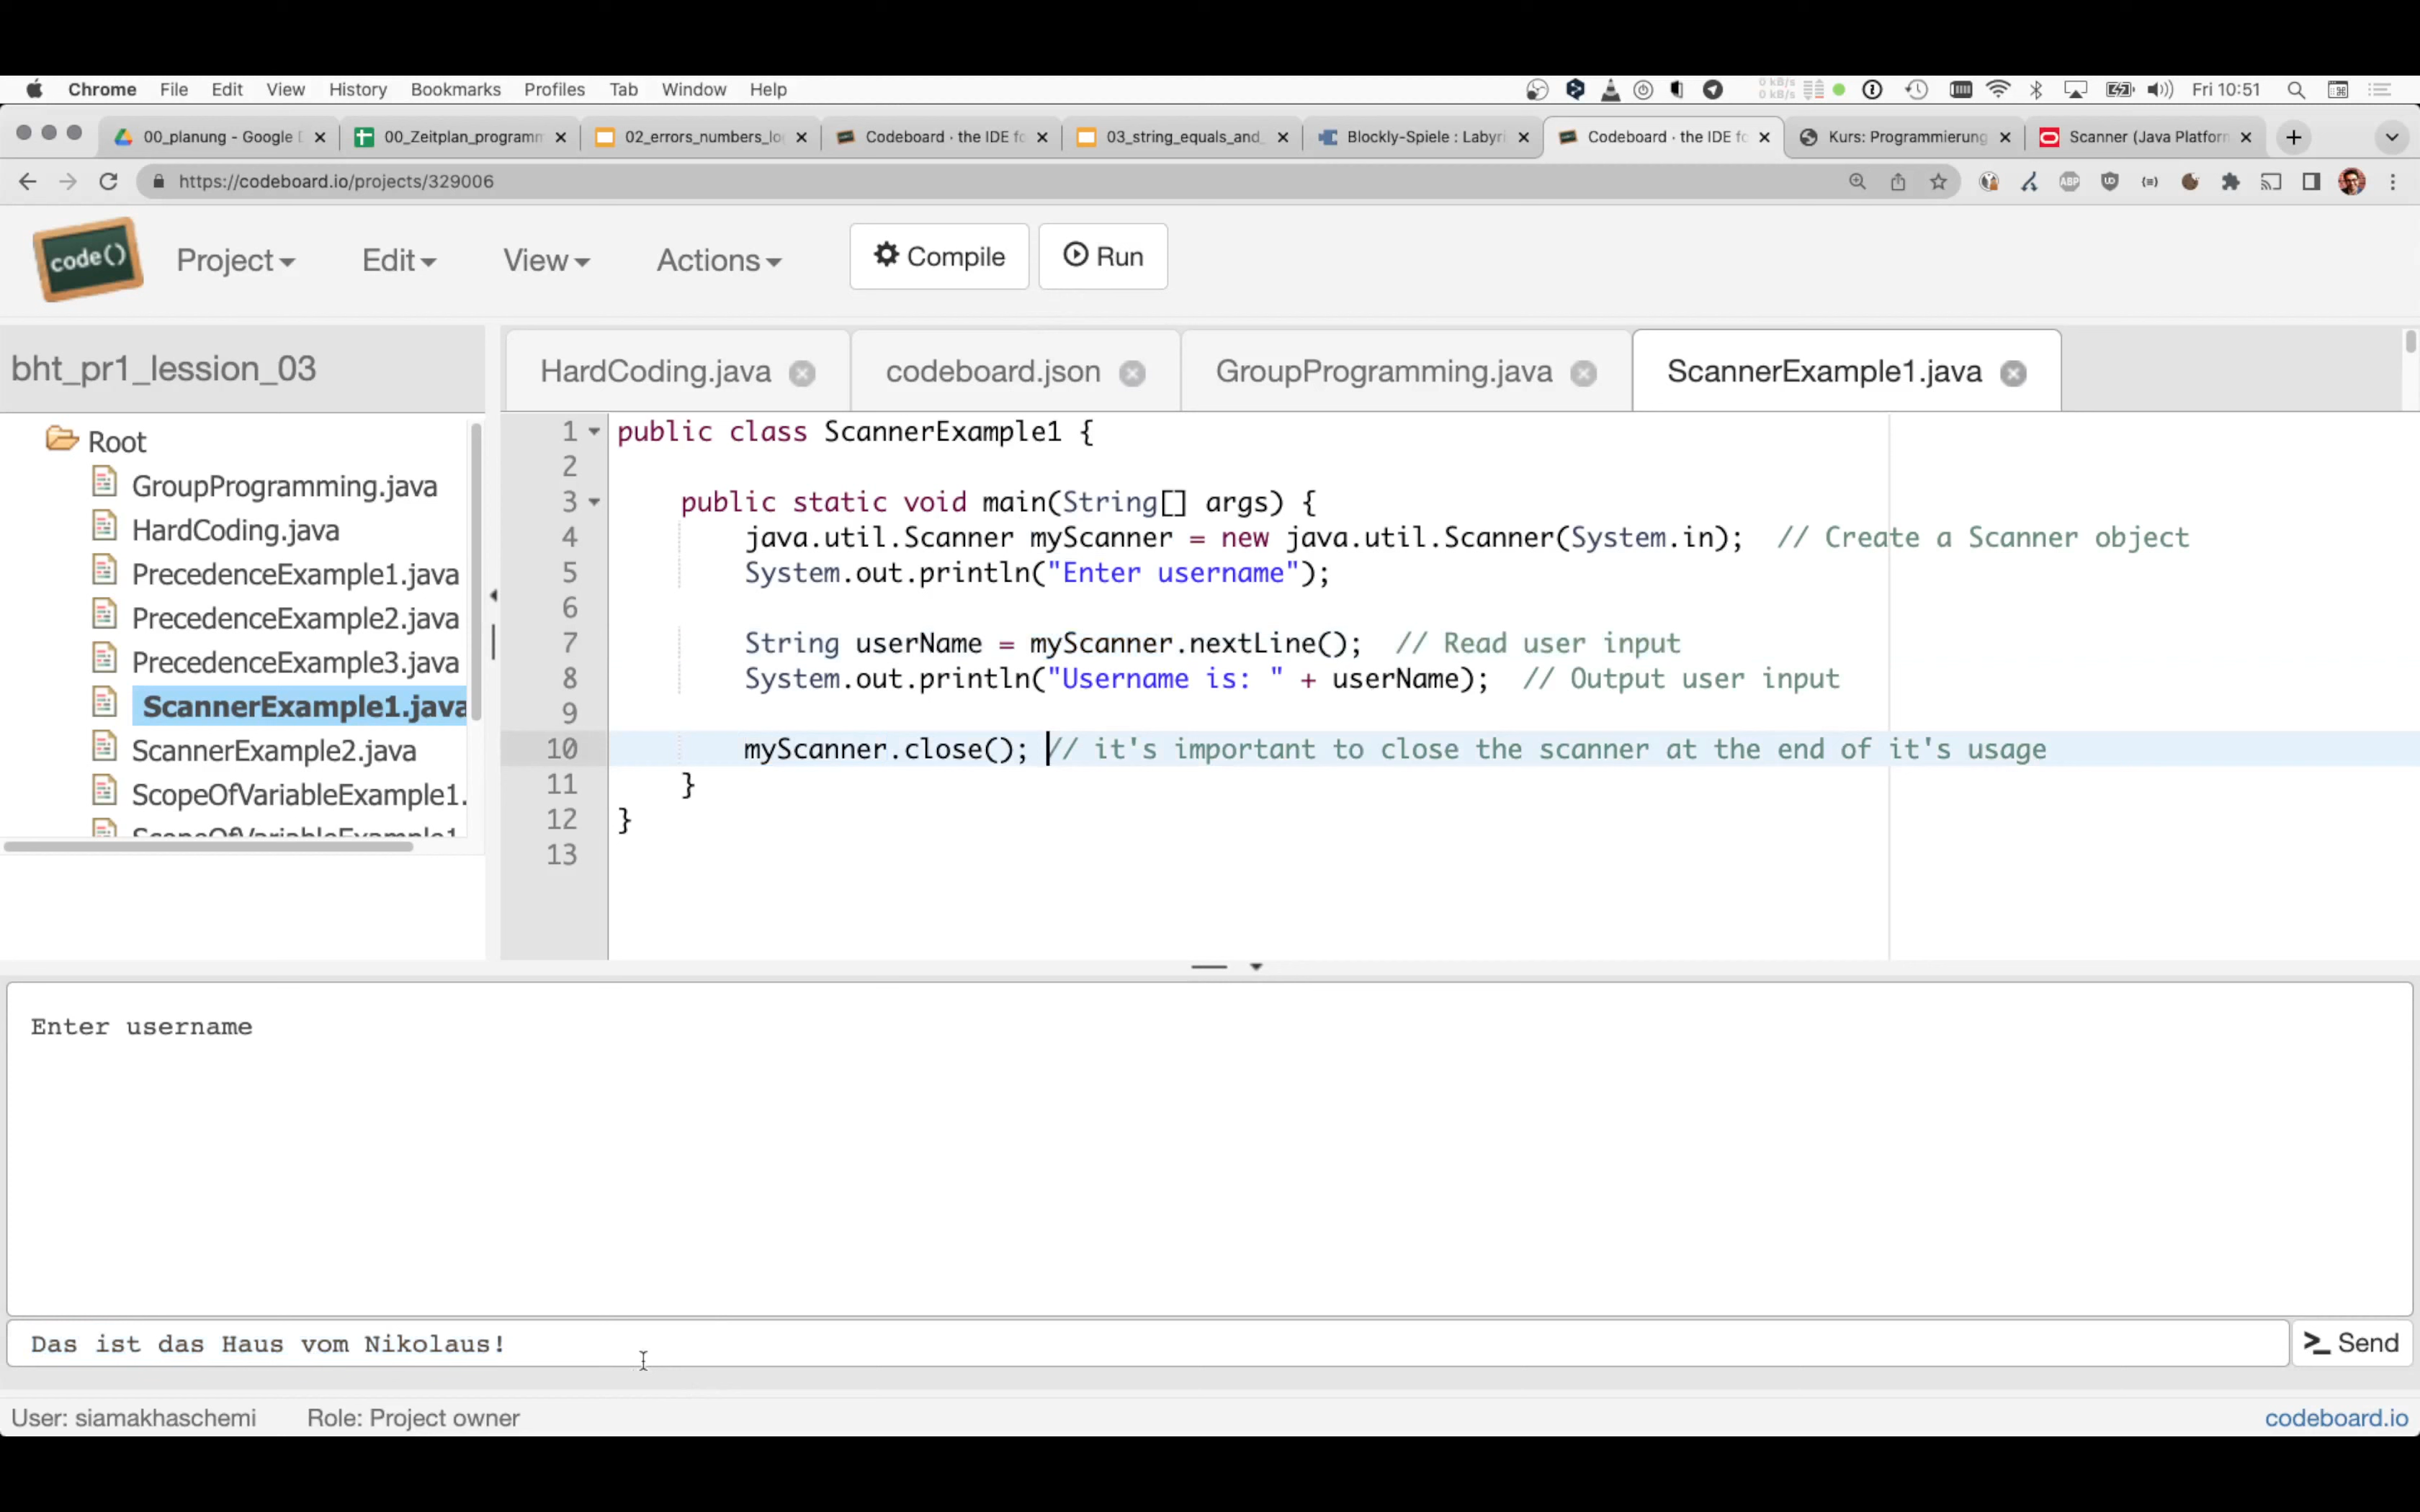 Chrome File Edit View History Bookmarks Profiles Tab Window Help 0 kB/s 0 kB/s Fri 10:51
00_planung - Google D 00_Zeitplan_programm 02_errors_numbers_lo Codeboard · the IDE fo 03_string_equals_and_ Blockly-Spiele : Labyri Codeboard · the IDE fo Kurs: Programmierung Scanner (Java Platform
https://codeboard.io/projects/329006
code() Project Edit View Actions Compile Run
bht_pr1_lession_03
HardCoding.java codeboard.json GroupProgramming.java ScannerExample1.java
Root
GroupProgramming.java
HardCoding.java
PrecedenceExample1.java
PrecedenceExample2.java
PrecedenceExample3.java
ScannerExample1.java
ScannerExample2.java
ScopeOfVariableExample1.
ScopeOfVariableExample1
1 public class ScannerExample1 {
2
3 public static void main(String[] args) {
4 java.util.Scanner myScanner = new java.util.Scanner(System.in); // Create a Scanner object
5 System.out.println("Enter username");
6
7 String userName = myScanner.nextLine(); // Read user input
8 System.out.println("Username is: " + userName); // Output user input
9
10 myScanner.close(); // it's important to close the scanner at the end of it's usage
11 }
12 }
13
Enter username
Das ist das Haus vom Nikolaus! >_ Send
User: siamakhaschemi Role: Project owner codeboard.io